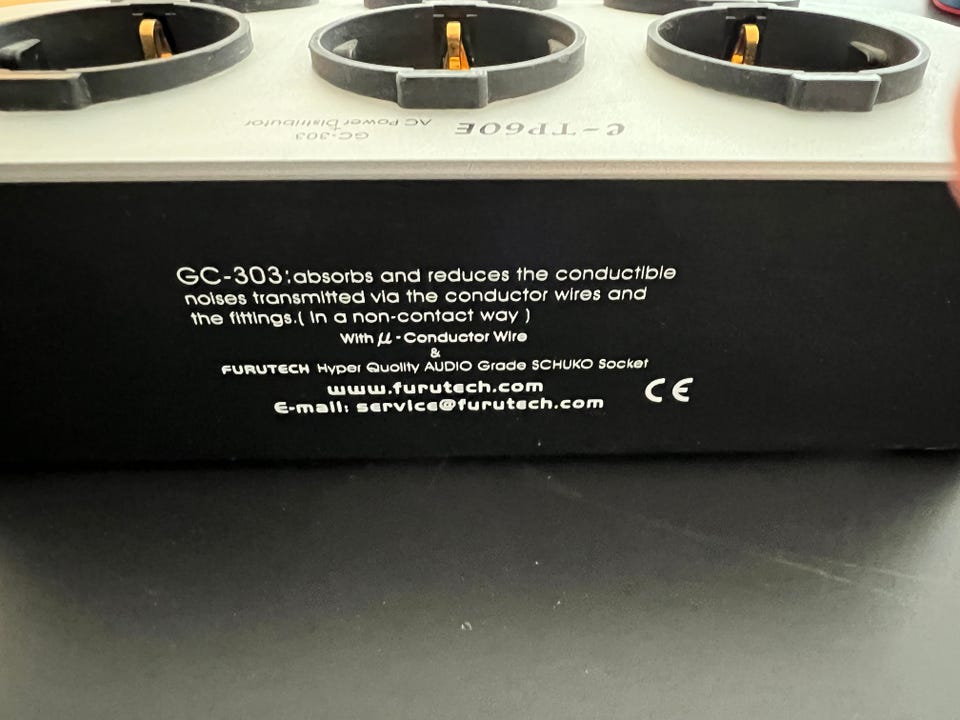 e-TP60E AC Power Distributor
+
GC-303
GC-303:absorbs and reduces the conductible
noises transmitted via the conductor wires and
the fittings.( In a non-contact way )
With μ-Conductor Wire
&
FURUTECH Hyper Quolity AUDIO Grade SCHUKO Socket
www.furutech.com
E-mail: service@furutech.com
CE